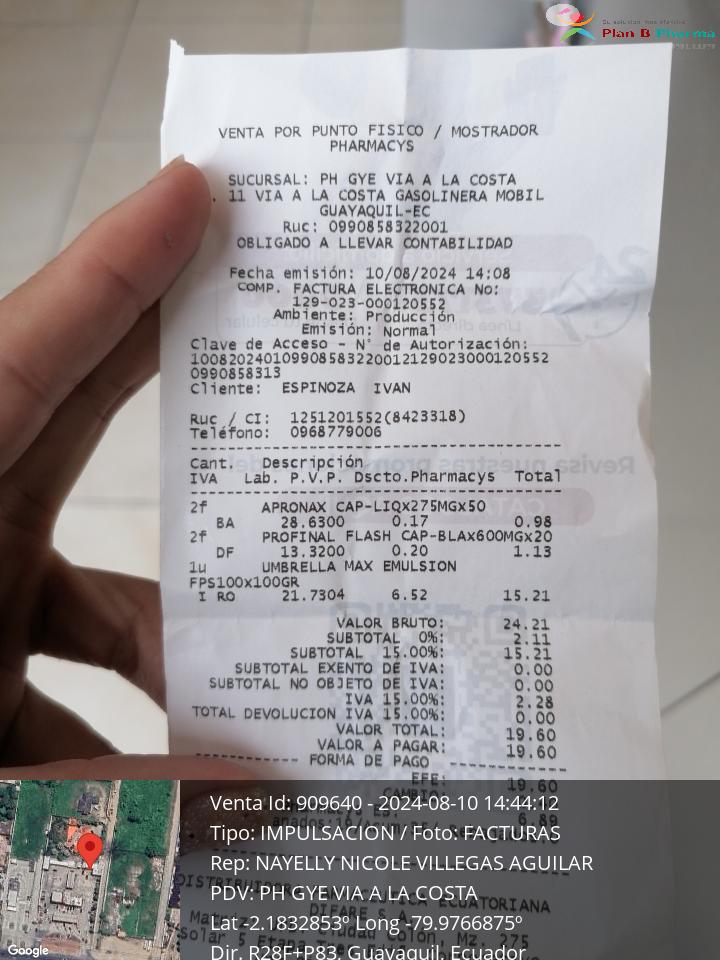 Plan B Pharma
VENTA POR PUNTO FISICO / MOSTRADOR
PHARMACYS
SUCURSAL: PH GYE VIA A LA COSTA
. 11 VIA A LA COSTA GASOLINERA MOBIL
GUAYAQUIL-EC
Ruc: 0990858322001
OBLIGADO A LLEVAR CONTABILIDAD
Fecha emisión: 10/08/2024 14:08
COMP. FACTURA ELECTRONICA No:
129-023-000120552
Ambiente: Producción
Emisión: Normal
Clave de Acceso - N° de Autorización:
100820240109908583220012129023000120552
0990858313
Cliente: ESPINOZA IVAN
Ruc / CI: 1251201552(8423318)
Teléfono: 0968779006
Cant. Descripción
IVA Lab. P.V.P. Dscto.Pharmacys Total
2f APRONAX CAP-LIQx275MGx50
BA 28.6300 0.17 0.98
2f PROFINAL FLASH CAP-BLAx600MGx20
DF 13.3200 0.20 1.13
1u UMBRELLA MAX EMULSION
FPS100x100GR
I RO 21.7304 6.52 15.21
VALOR BRUTO: 24.21
SUBTOTAL 0%: 2.11
SUBTOTAL 15.00%: 15.21
SUBTOTAL EXENTO DE IVA: 0.00
SUBTOTAL NO OBJETO DE IVA: 0.00
IVA 15.00%: 2.28
TOTAL DEVOLUCION IVA 15.00%: 0.00
VALOR TOTAL: 19.60
VALOR A PAGAR: 19.60
FORMA DE PAGO
EFE: 19.60
Venta Id: 909640 - 2024-08-10 14:44:12
Tipo: IMPULSACION / Foto: FACTURAS
Rep: NAYELLY NICOLE VILLEGAS AGUILAR
PDV: PH GYE VIA A LA COSTA
Lat -2.1832853º Long -79.9766875º
Dir. R28F+P83, Guayaquil, Ecuador
Google